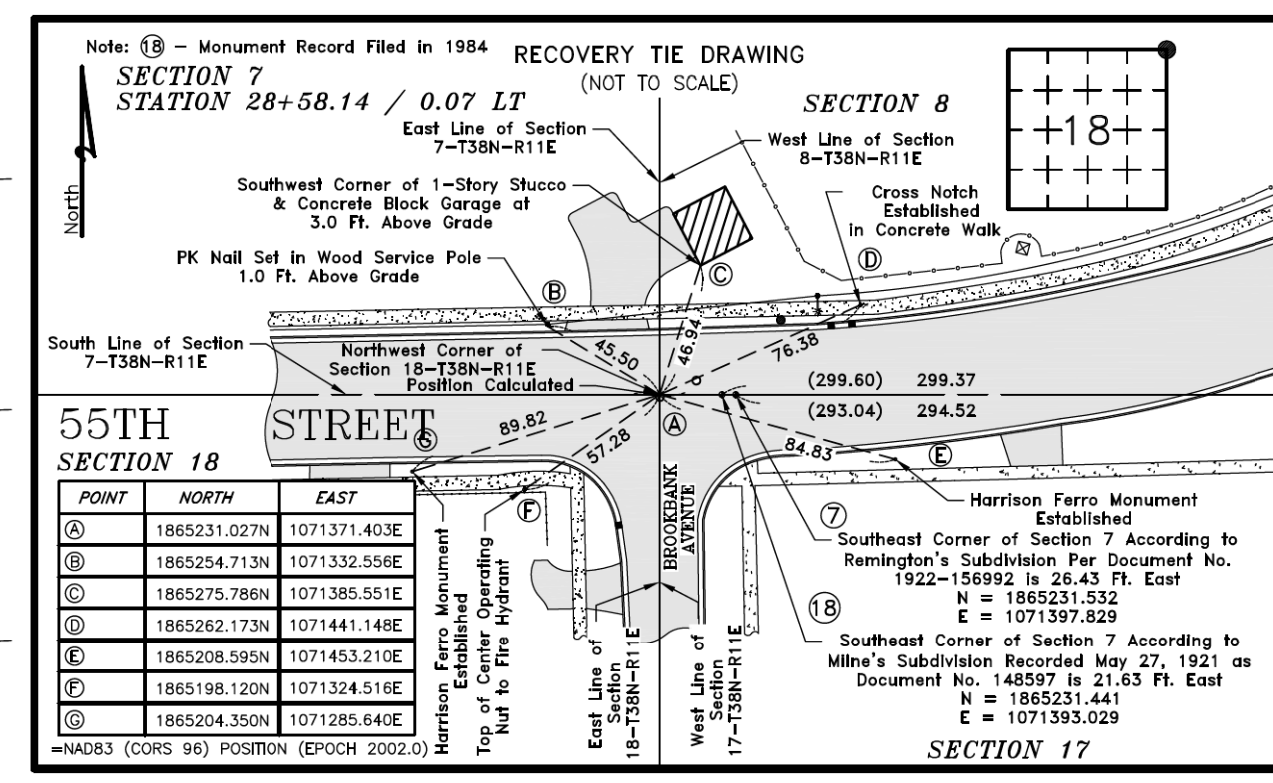 Note: ⑱ – Monument Record Filed in 1984
RECOVERY TIE DRAWING
(NOT TO SCALE)
SECTION 7
STATION 28+58.14 / 0.07 LT
SECTION 8
18
North
East Line of Section
7–T38N–R11E
West Line of Section
8–T38N–R11E
Southwest Corner of 1–Story Stucco
& Concrete Block Garage at
3.0 Ft. Above Grade
Cross Notch
Established
in Concrete Walk
PK Nail Set in Wood Service Pole
1.0 Ft. Above Grade
Ⓑ
Ⓒ
Ⓓ
South Line of Section
7–T38N–R11E
Northwest Corner of
Section 18–T38N–R11E
Position Calculated
45.50
46.94
76.38
(299.60) 299.37
(293.04) 294.52
55TH STREET
SECTION 18
89.82
57.28
84.83
Ⓐ
Ⓔ
Ⓕ
Ⓖ
BROOKBANK
AVENUE
Harrison Ferro Monument
Established
⑦
Southeast Corner of Section 7 According to
Remington's Subdivision Per Document No.
1922–156992 is 26.43 Ft. East
N = 1865231.532
E = 1071397.829
⑱
Southeast Corner of Section 7 According to
Milne's Subdivision Recorded May 27, 1921 as
Document No. 148597 is 21.63 Ft. East
N = 1865231.441
E = 1071393.029
SECTION 17
POINT NORTH EAST
Ⓐ 1865231.027N 1071371.403E
Ⓑ 1865254.713N 1071332.556E
Ⓒ 1865275.786N 1071385.551E
Ⓓ 1865262.173N 1071441.148E
Ⓔ 1865208.595N 1071453.210E
Ⓕ 1865198.120N 1071324.516E
Ⓖ 1865204.350N 1071285.640E
=NAD83 (CORS 96) POSITION (EPOCH 2002.0)
Harrison Ferro Monument
Established
Top of Center Operating
Nut to Fire Hydrant
East Line of
Section
18–T38N–R11E
West Line of
Section
17–T38N–R11E